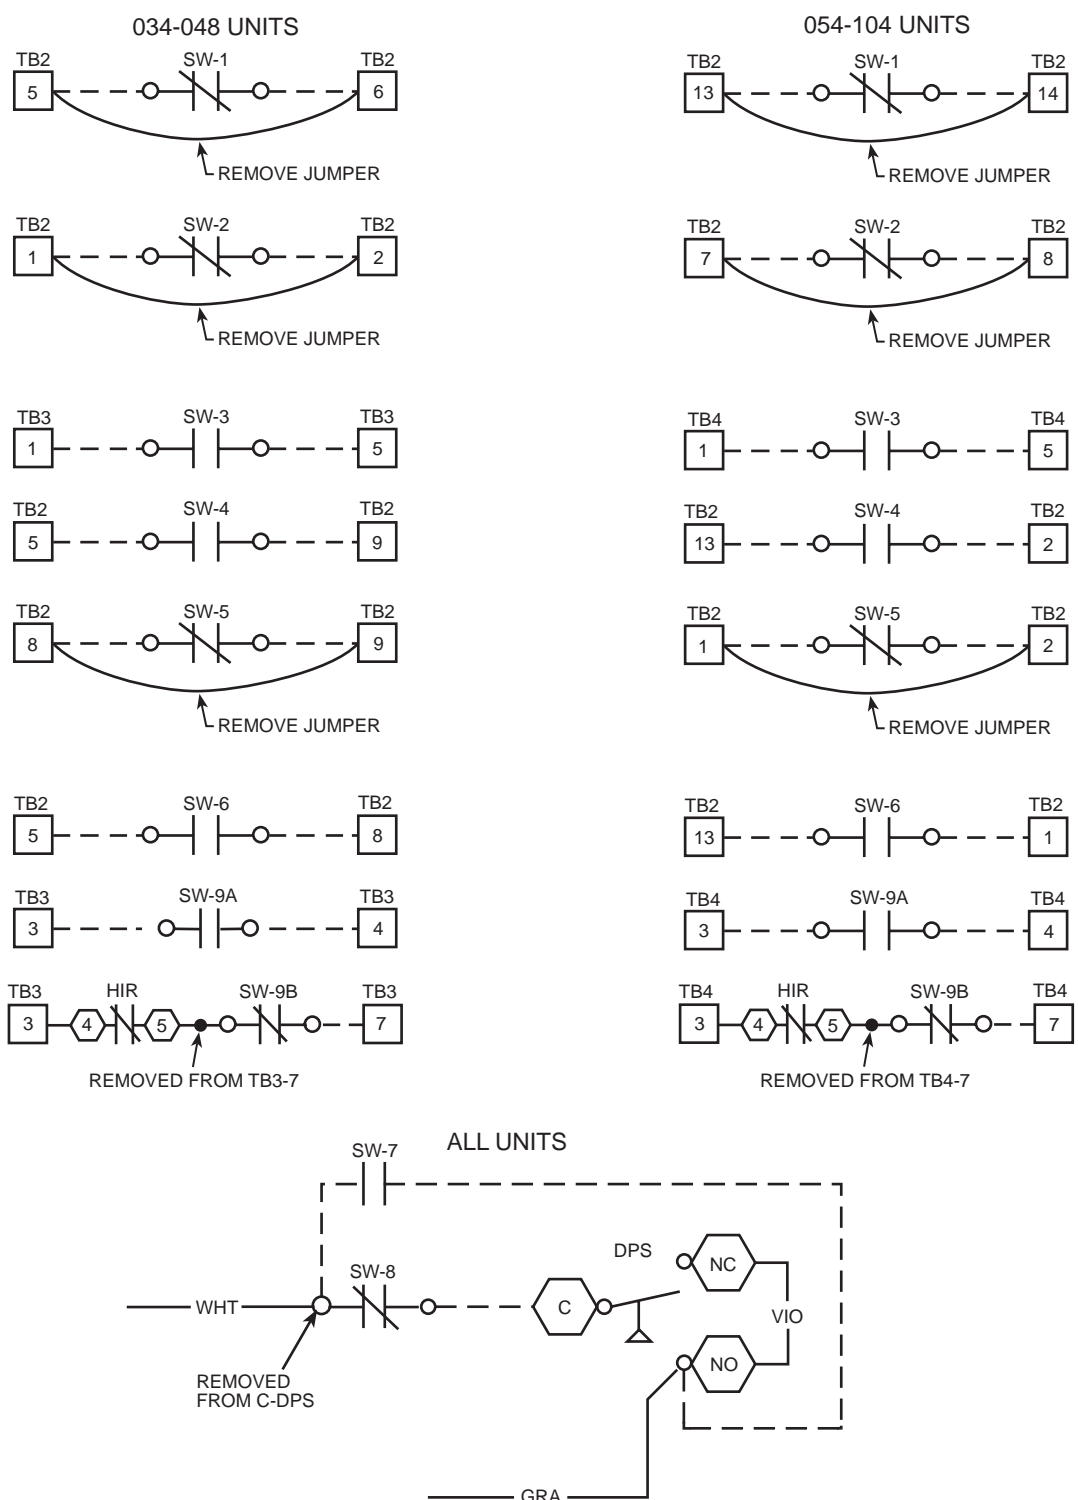 034-048 UNITS
054-104 UNITS
TB2 SW-1 TB2
5 6
REMOVE JUMPER
TB2 SW-1 TB2
13 14
REMOVE JUMPER
TB2 SW-2 TB2
1 2
REMOVE JUMPER
TB2 SW-2 TB2
7 8
REMOVE JUMPER
TB3 SW-3 TB3
1 5
TB4 SW-3 TB4
1 5
TB2 SW-4 TB2
5 9
TB2 SW-4 TB2
13 2
TB2 SW-5 TB2
8 9
REMOVE JUMPER
TB2 SW-5 TB2
1 2
REMOVE JUMPER
TB2 SW-6 TB2
5 8
TB2 SW-6 TB2
13 1
TB3 SW-9A TB3
3 4
TB4 SW-9A TB4
3 4
TB3 HIR SW-9B TB3
3 4 5 7
REMOVED FROM TB3-7
TB4 HIR SW-9B TB4
3 4 5 7
REMOVED FROM TB4-7
ALL UNITS
SW-7
DPS
NC
SW-8
WHT
C
VIO
NO
REMOVED
FROM C-DPS
GRA